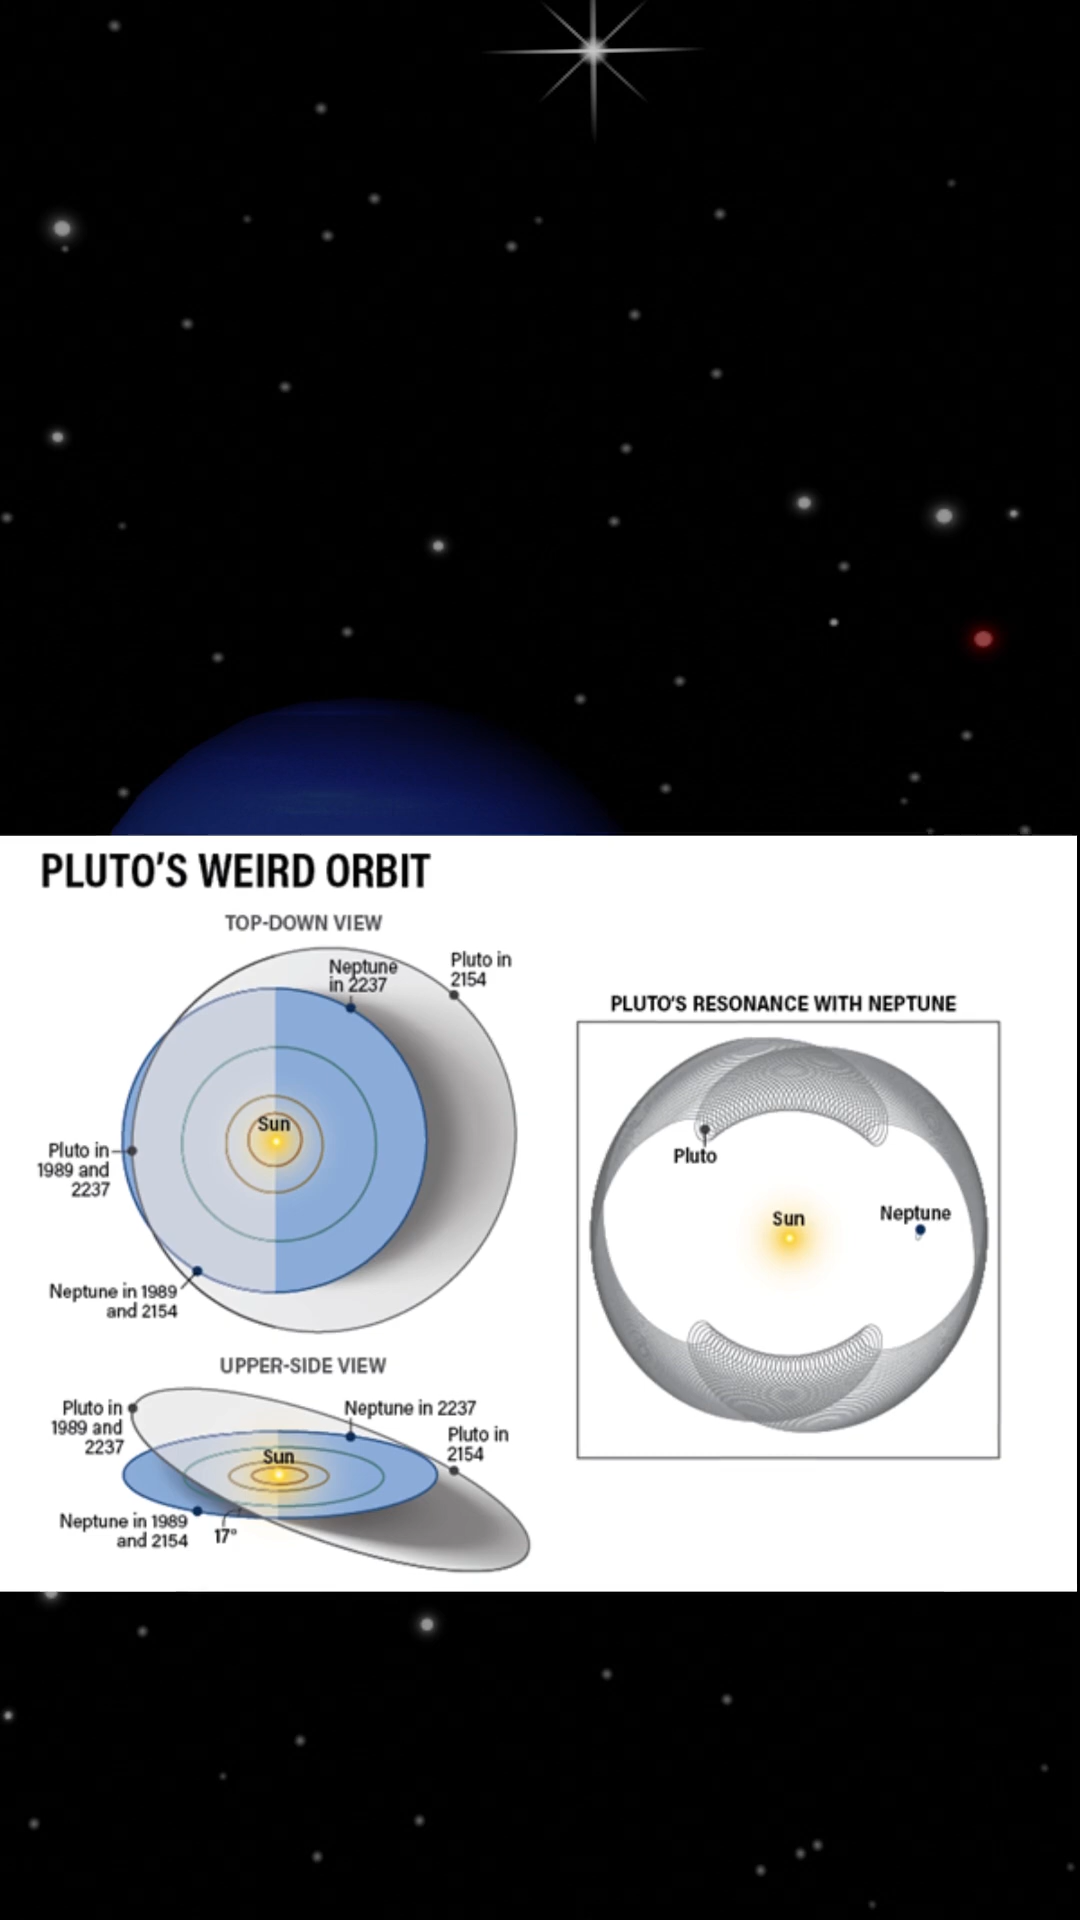 PLUTO'S WEIRD ORBIT
TOP-DOWN VIEW
Neptune
in 2237
Pluto in
2154
Sun
Pluto in
1989 and
2237
Neptune in 1989
and 2154
UPPER-SIDE VIEW
Pluto in
1989 and
2237
Neptune in 2237
Pluto in
2154
Sun
Neptune in 1989
and 2154
17°
PLUTO'S RESONANCE WITH NEPTUNE
Pluto
Sun
Neptune